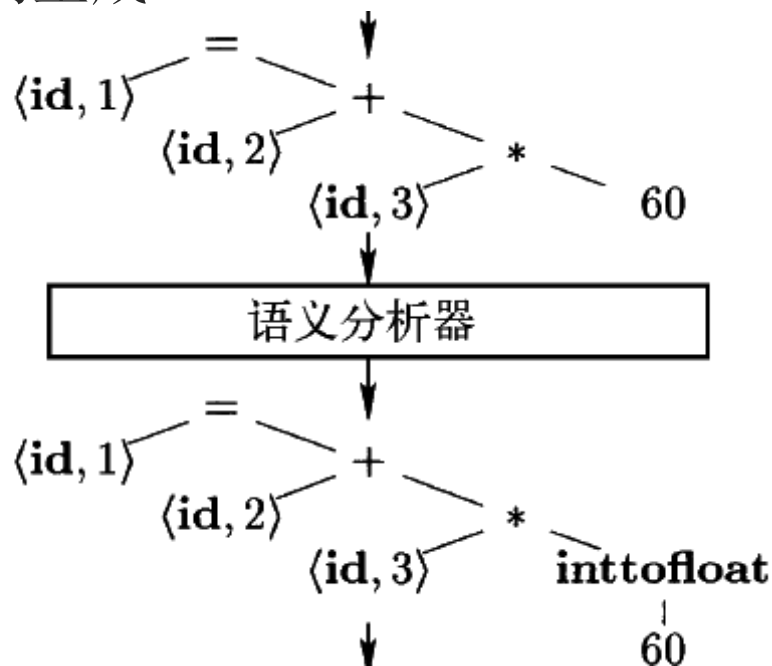 =
⟨id, 1⟩
+
⟨id, 2⟩
*
⟨id, 3⟩ 60
语义分析器
=
⟨id, 1⟩
+
⟨id, 2⟩
*
⟨id, 3⟩ inttofloat
60